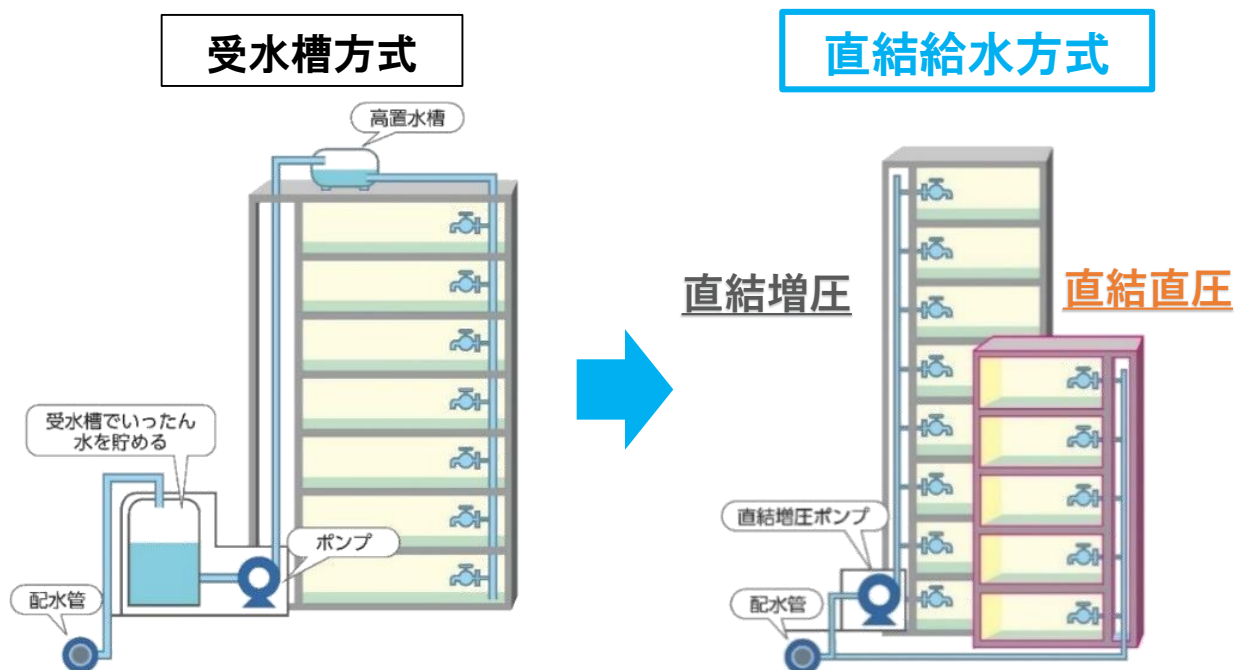 受水槽方式
高置水槽
受水槽でいったん
水を貯める
ポンプ
配水管
直結給水方式
直結増圧
直結直圧
直結増圧ポンプ
配水管